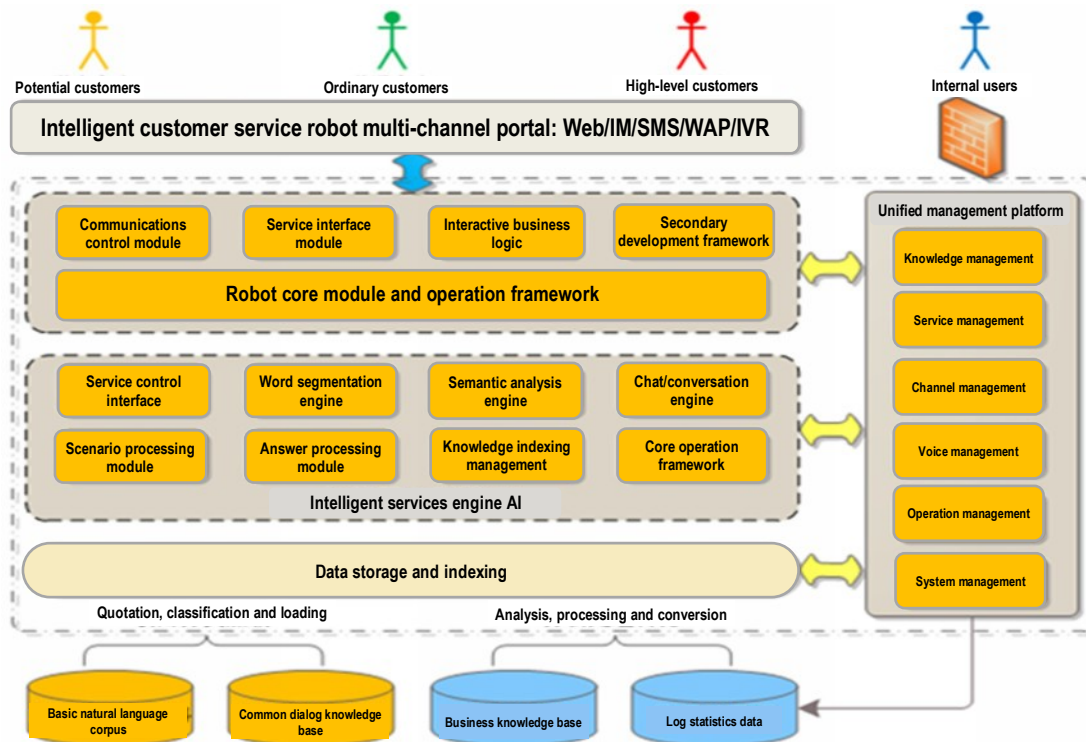 Potential customers
Ordinary customers
High-level customers
Internal users
Intelligent customer service robot multi-channel portal: Web/IM/SMS/WAP/IVR
Communications
control module
Service interface
module
Interactive business
logic
Secondary
development framework
Robot core module and operation framework
Service control
interface
Word segmentation
engine
Semantic analysis
engine
Chat/conversation
engine
Scenario processing
module
Answer processing
module
Knowledge indexing
management
Core operation
framework
Intelligent services engine AI
Data storage and indexing
Unified management platform
Knowledge management
Service management
Channel management
Voice management
Operation management
System management
Quotation, classification and loading
Analysis, processing and conversion
Basic natural language
corpus
Common dialog knowledge
base
Business knowledge base
Log statistics data